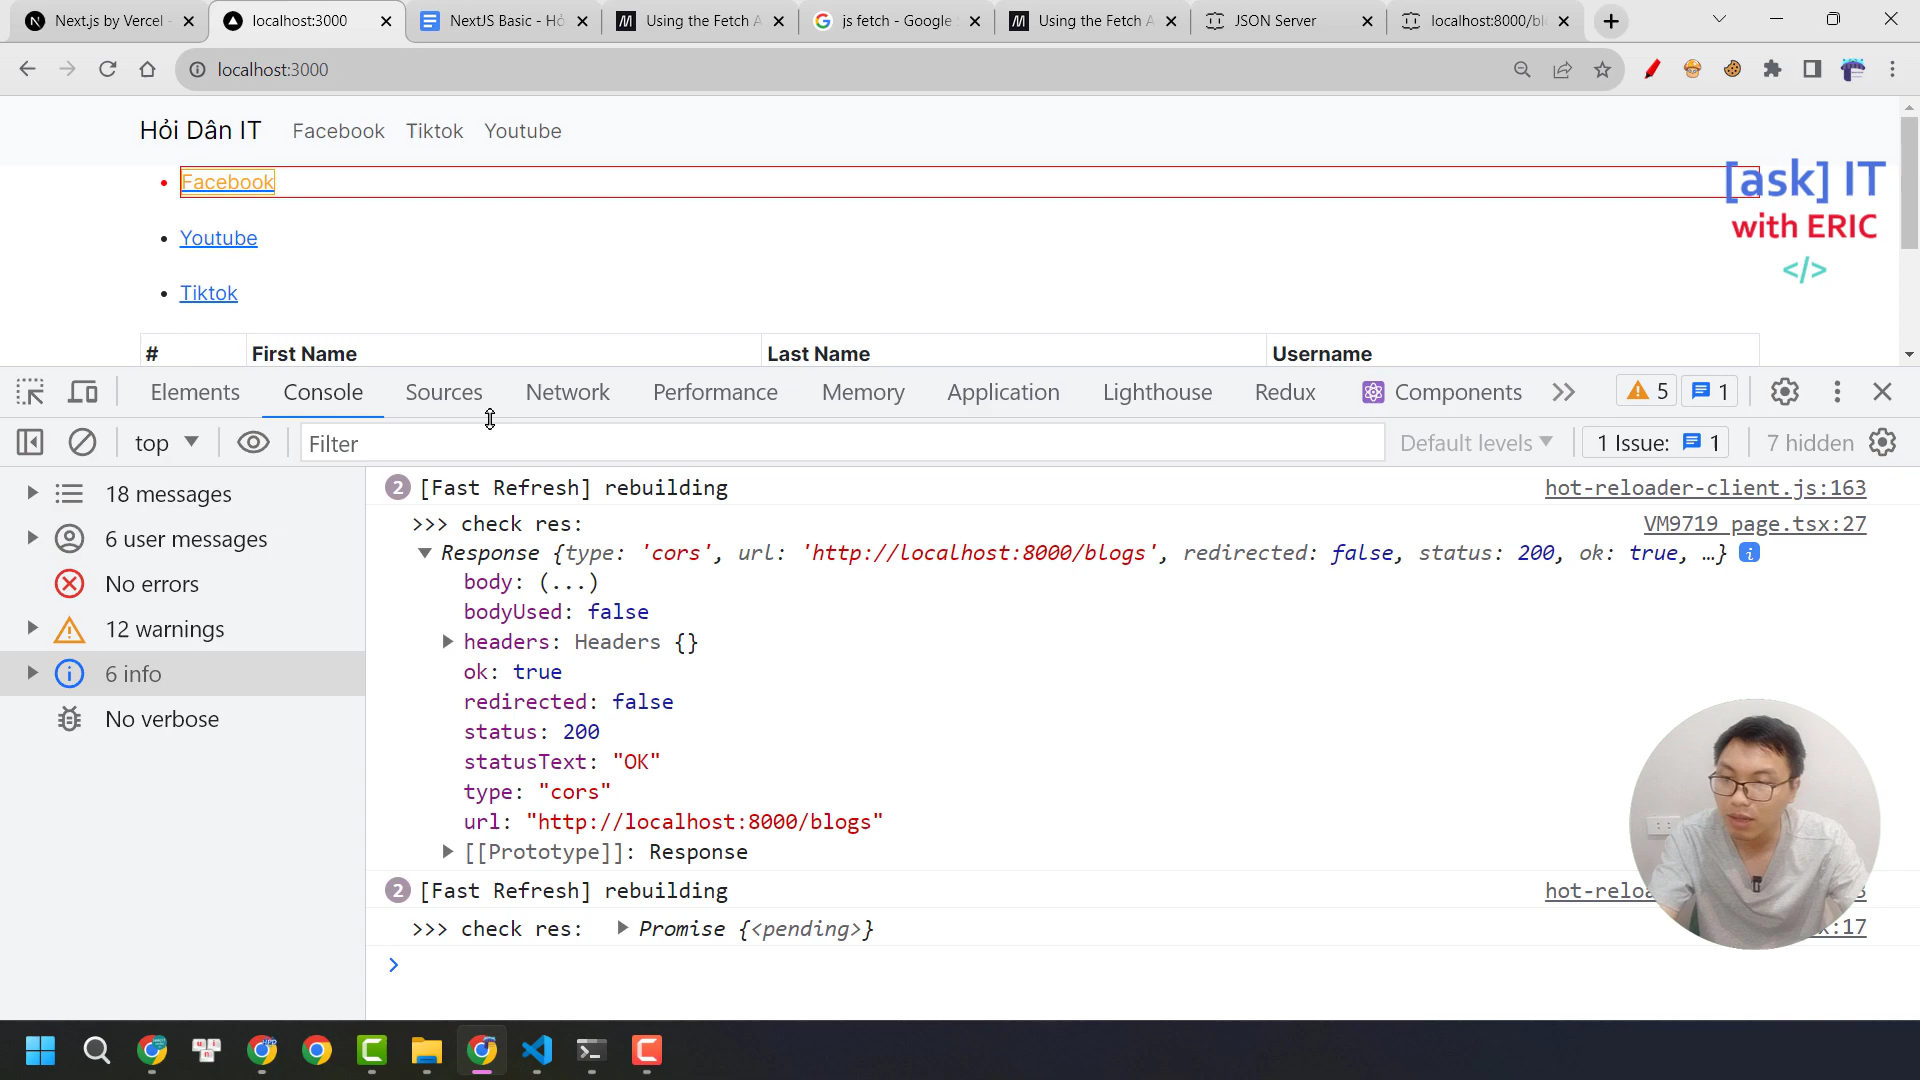 Next.js by Vercel -
localhost:3000
NextJS Basic - Hỏ
Using the Fetch A
js fetch - Google
Using the Fetch A
JSON Server
localhost:8000/bl
localhost:3000
Hỏi Dân IT Facebook Tiktok Youtube
Facebook
Youtube
Tiktok
[ask] IT
with ERIC
</>
# First Name Last Name Username
Elements Console Sources Network Performance Memory Application Lighthouse Redux Components 5 1
top Filter Default levels 1 Issue: 1 7 hidden
18 messages
6 user messages
No errors
12 warnings
6 info
No verbose
2 [Fast Refresh] rebuilding hot-reloader-client.js:163
>>> check res: VM9719 page.tsx:27
Response {type: 'cors', url: 'http://localhost:8000/blogs', redirected: false, status: 200, ok: true, …}
body: (...)
bodyUsed: false
headers: Headers {}
ok: true
redirected: false
status: 200
statusText: "OK"
type: "cors"
url: "http://localhost:8000/blogs"
[[Prototype]]: Response
2 [Fast Refresh] rebuilding hot-reloa
>>> check res: Promise {<pending>} :17